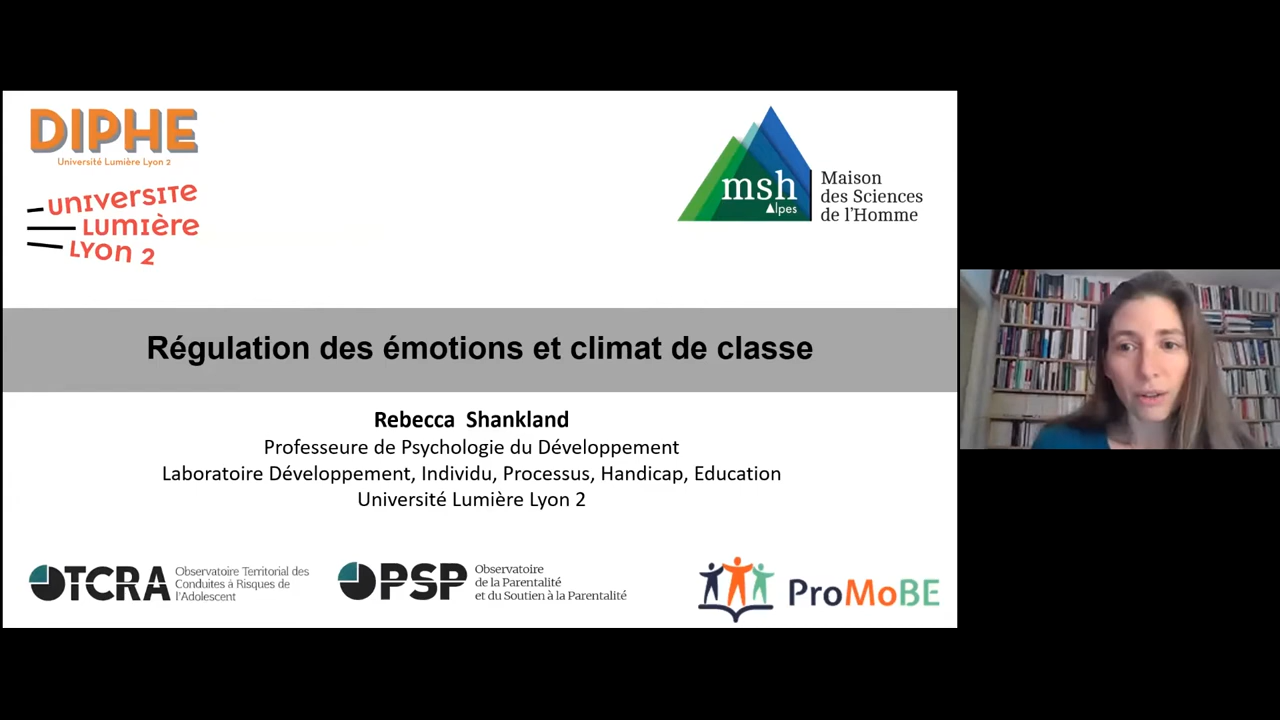 DIPHE
Université Lumière Lyon 2
UNIVERSITE
LUMIÈRE
LYON 2
msh
Alpes
Maison
des Sciences
de l'Homme
Régulation des émotions et climat de classe
Rebecca Shankland
Professeure de Psychologie du Développement
Laboratoire Développement, Individu, Processus, Handicap, Education
Université Lumière Lyon 2
OTCRA
Observatoire Territorial des
Conduites à Risques de
l'Adolescent
OPSP
Observatoire
de la Parentalité
et du Soutien à la Parentalité
ProMoBE